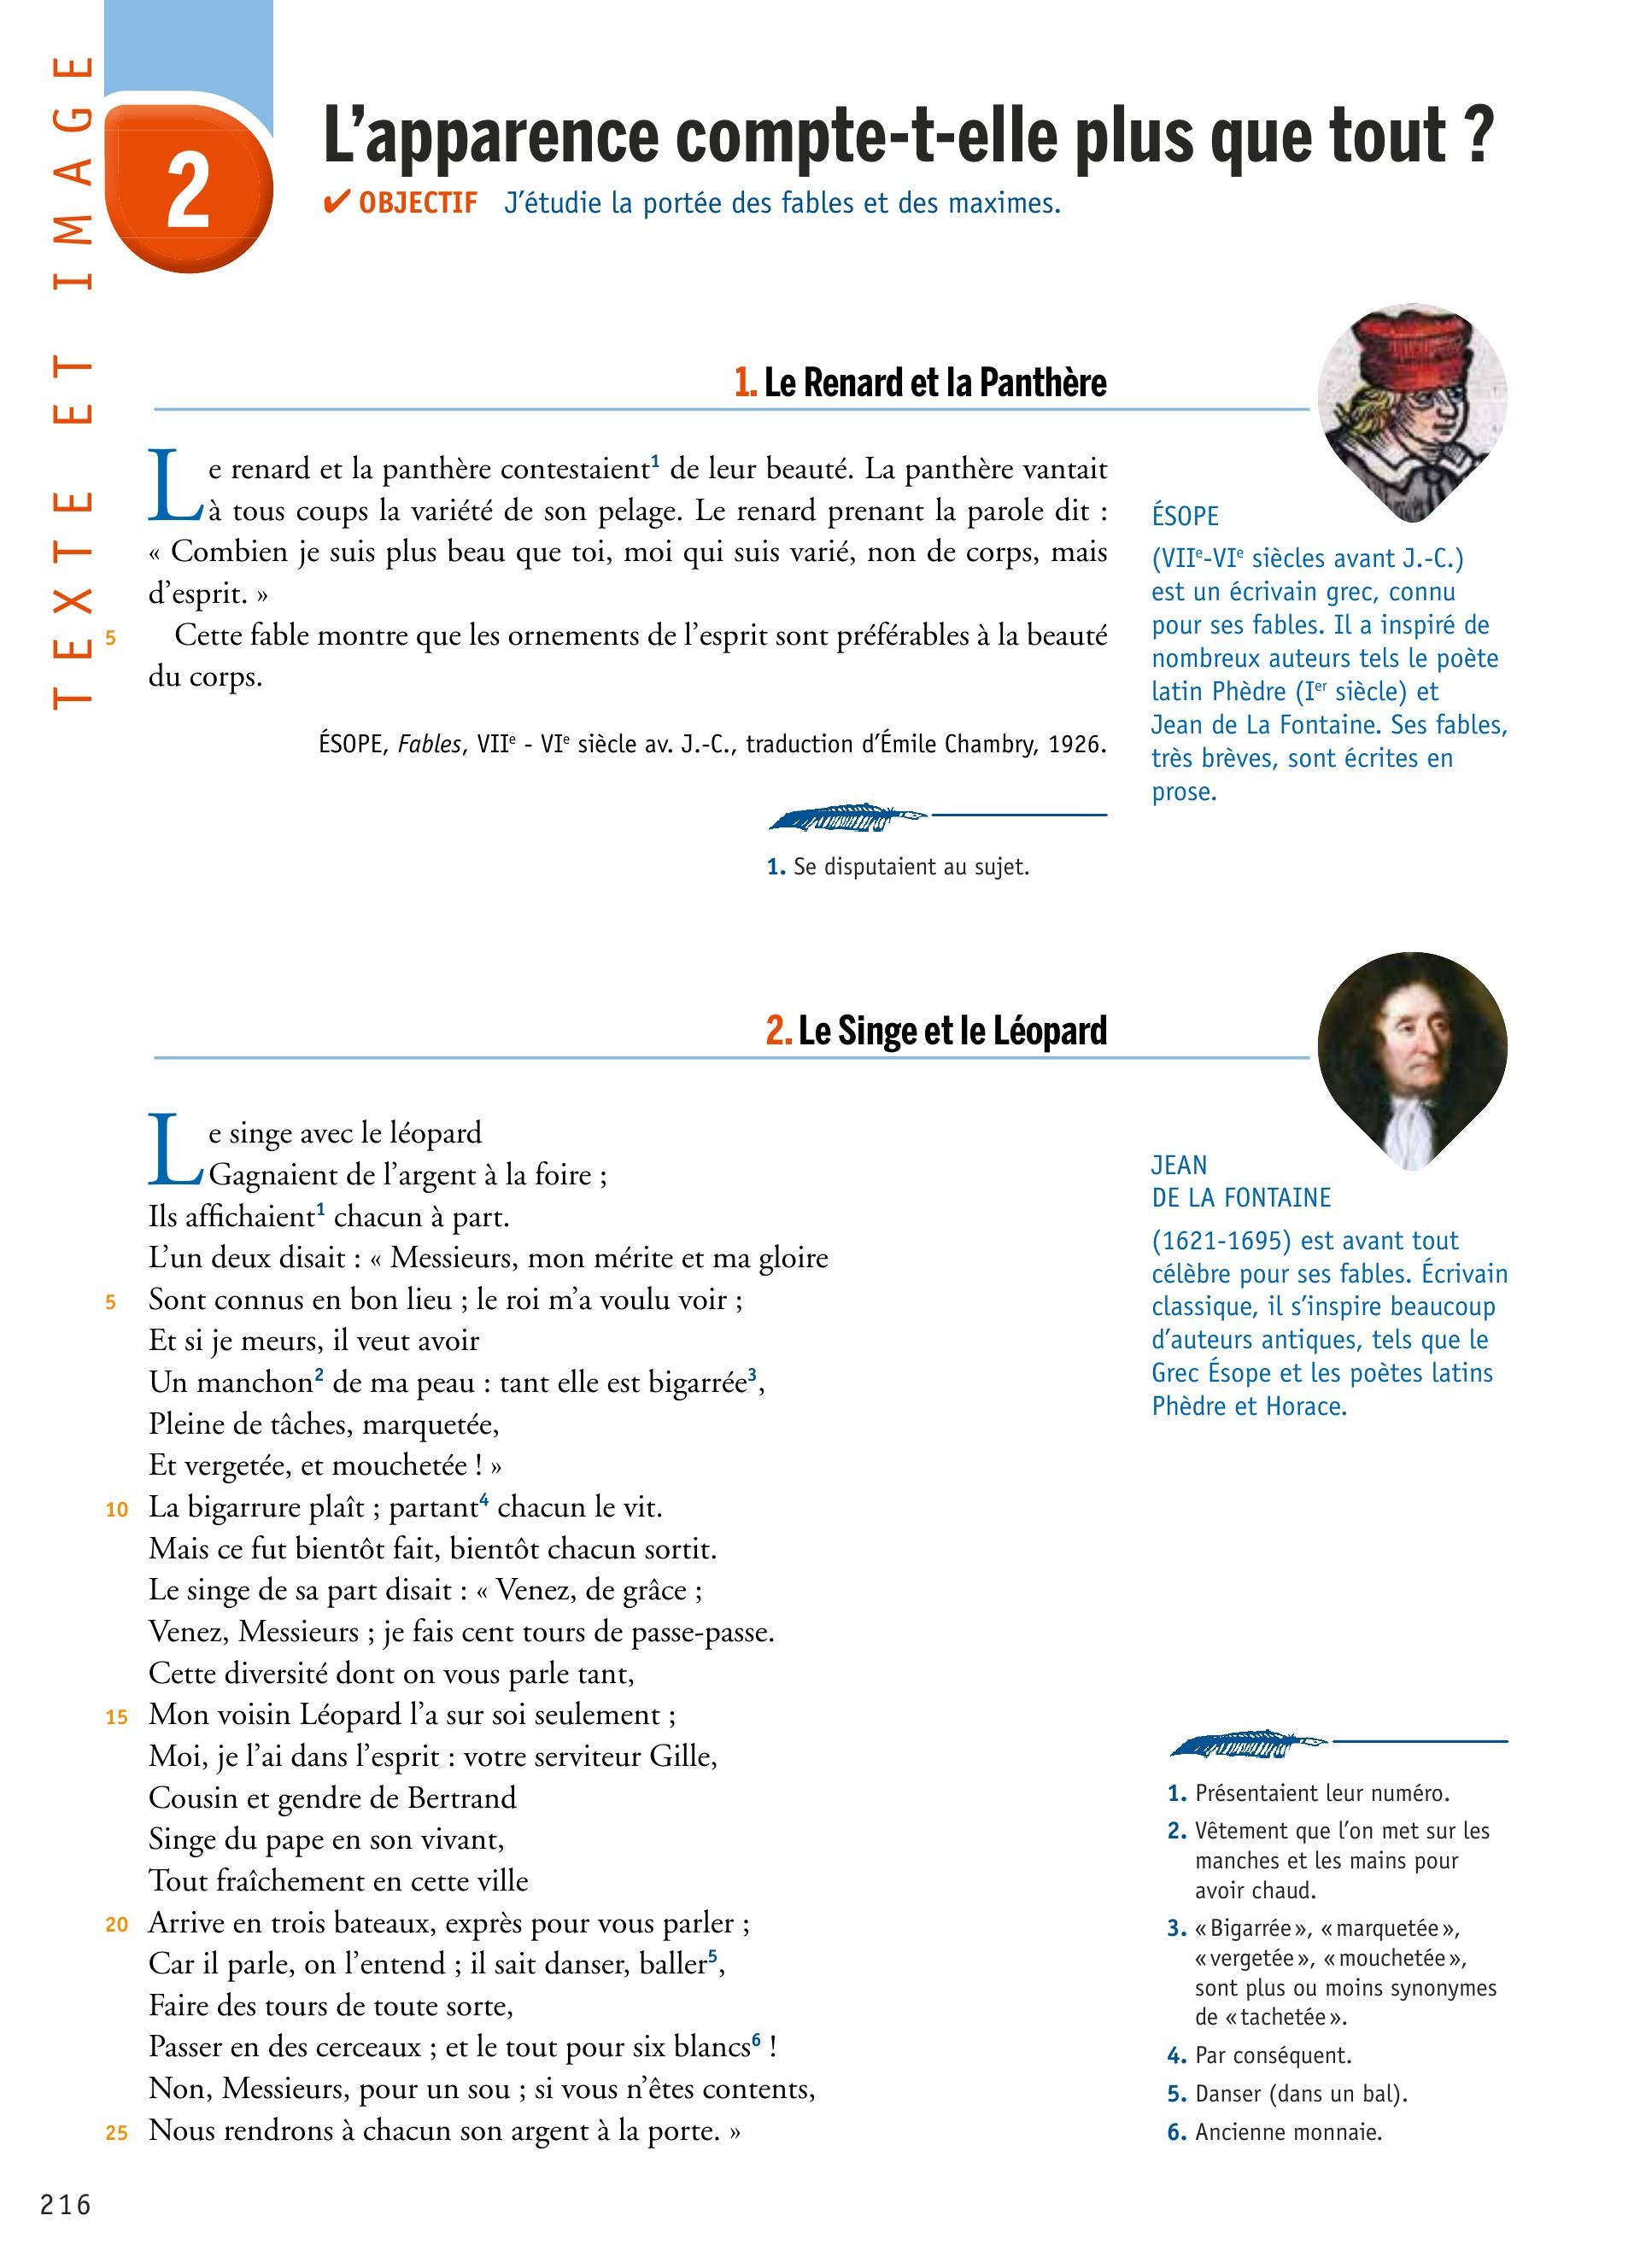 TEXTE ET IMAGE
2
L'apparence compte-t-elle plus que tout ?
✔ OBJECTIF J'étudie la portée des fables et des maximes.
1. Le Renard et la Panthère
Le renard et la panthère contestaient¹ de leur beauté. La panthère vantait
à tous coups la variété de son pelage. Le renard prenant la parole dit :
« Combien je suis plus beau que toi, moi qui suis varié, non de corps, mais
d'esprit. »
5 Cette fable montre que les ornements de l'esprit sont préférables à la beauté
du corps.
ÉSOPE, Fables, VIIe - VIe siècle av. J.-C., traduction d'Émile Chambry, 1926.
1. Se disputaient au sujet.
ÉSOPE
(VIIe-VIe siècles avant J.-C.)
est un écrivain grec, connu
pour ses fables. Il a inspiré de
nombreux auteurs tels le poète
latin Phèdre (Ier siècle) et
Jean de La Fontaine. Ses fables,
très brèves, sont écrites en
prose.
2. Le Singe et le Léopard
Le singe avec le léopard
Gagnaient de l'argent à la foire ;
Ils affichaient¹ chacun à part.
L'un deux disait : « Messieurs, mon mérite et ma gloire
5 Sont connus en bon lieu ; le roi m'a voulu voir ;
Et si je meurs, il veut avoir
Un manchon² de ma peau : tant elle est bigarrée³,
Pleine de tâches, marquetée,
Et vergetée, et mouchetée ! »
10 La bigarrure plaît ; partant⁴ chacun le vit.
Mais ce fut bientôt fait, bientôt chacun sortit.
Le singe de sa part disait : « Venez, de grâce ;
Venez, Messieurs ; je fais cent tours de passe-passe.
Cette diversité dont on vous parle tant,
15 Mon voisin Léopard l'a sur soi seulement ;
Moi, je l'ai dans l'esprit : votre serviteur Gille,
Cousin et gendre de Bertrand
Singe du pape en son vivant,
Tout fraîchement en cette ville
20 Arrive en trois bateaux, exprès pour vous parler ;
Car il parle, on l'entend ; il sait danser, baller⁵,
Faire des tours de toute sorte,
Passer en des cerceaux ; et le tout pour six blancs⁶ !
Non, Messieurs, pour un sou ; si vous n'êtes contents,
25 Nous rendrons à chacun son argent à la porte. »
JEAN
DE LA FONTAINE
(1621-1695) est avant tout
célèbre pour ses fables. Écrivain
classique, il s'inspire beaucoup
d'auteurs antiques, tels que le
Grec Ésope et les poètes latins
Phèdre et Horace.
1. Présentaient leur numéro.
2. Vêtement que l'on met sur les
manches et les mains pour
avoir chaud.
3. « Bigarrée », « marquetée »,
« vergetée », « mouchetée »,
sont plus ou moins synonymes
de « tachetée ».
4. Par conséquent.
5. Danser (dans un bal).
6. Ancienne monnaie.
216